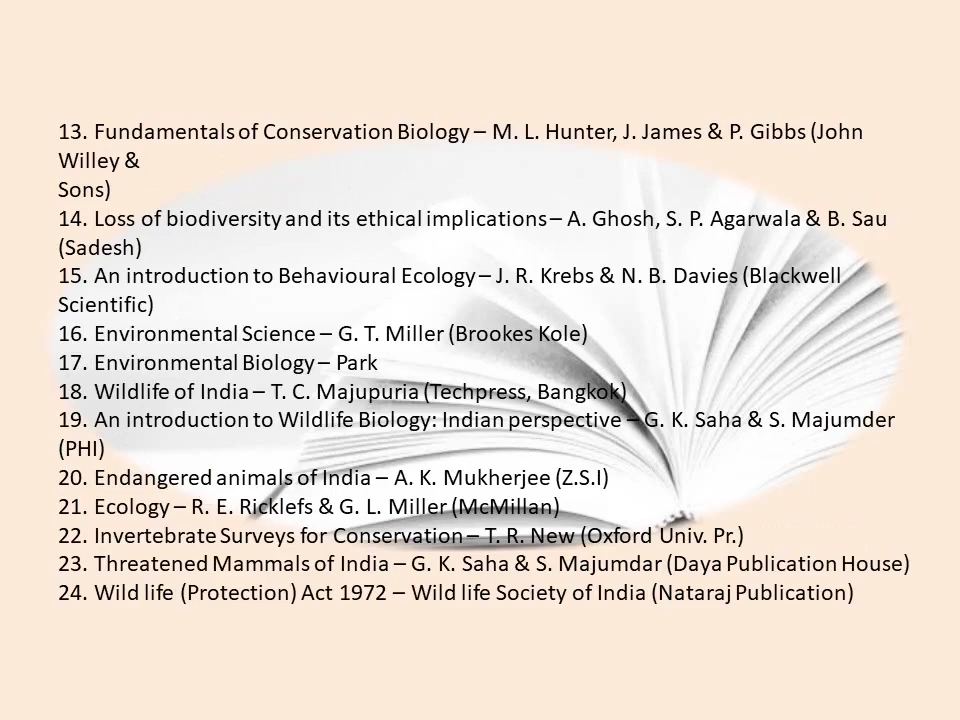 13. Fundamentals of Conservation Biology – M. L. Hunter, J. James & P. Gibbs (John
Willey &
Sons)
14. Loss of biodiversity and its ethical implications – A. Ghosh, S. P. Agarwala & B. Sau
(Sadesh)
15. An introduction to Behavioural Ecology – J. R. Krebs & N. B. Davies (Blackwell
Scientific)
16. Environmental Science – G. T. Miller (Brookes Kole)
17. Environmental Biology – Park
18. Wildlife of India – T. C. Majupuria (Techpress, Bangkok)
19. An introduction to Wildlife Biology: Indian perspective – G. K. Saha & S. Majumder
(PHI)
20. Endangered animals of India – A. K. Mukherjee (Z.S.I)
21. Ecology – R. E. Ricklefs & G. L. Miller (McMillan)
22. Invertebrate Surveys for Conservation – T. R. New (Oxford Univ. Pr.)
23. Threatened Mammals of India – G. K. Saha & S. Majumdar (Daya Publication House)
24. Wild life (Protection) Act 1972 – Wild life Society of India (Nataraj Publication)